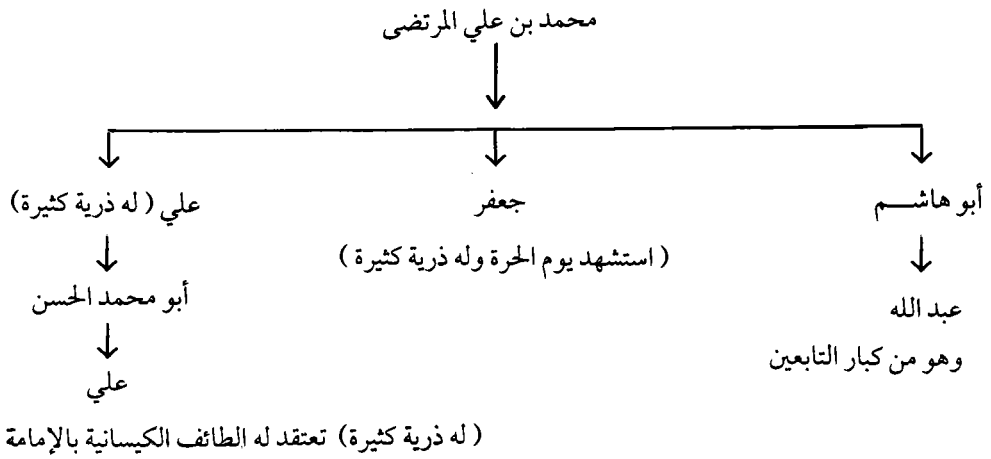 محمد بن علي المرتضى
أبو هاشـــم
جعفر
علي ( له ذرية كثيرة)
( استشهد يوم الحرة وله ذرية كثيرة )
عبد الله
أبو محمد الحسن
وهو من كبار التابعين
علي
( له ذرية كثيرة) تعتقد له الطائف الكيسانية بالإمامة